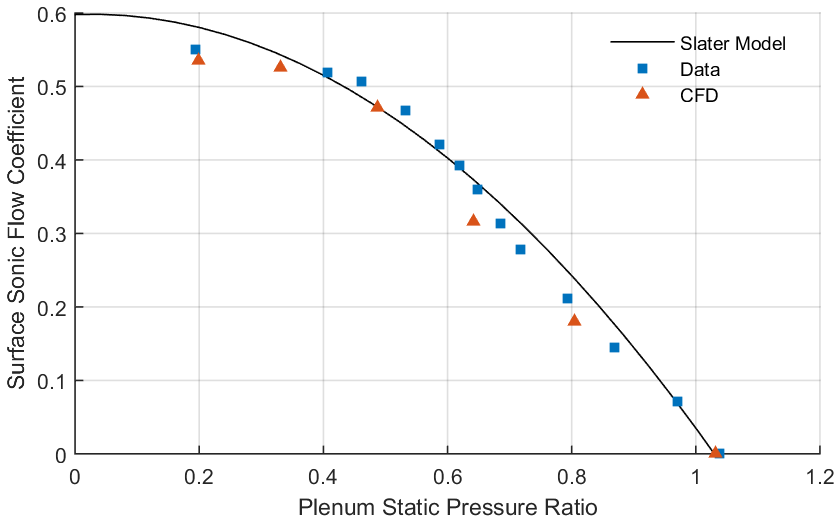 0.6
0.5
0.4
0.3
0.2
0.1
0
0 0.2 0.4 0.6 0.8 1 1.2
Surface Sonic Flow Coefficient
Plenum Static Pressure Ratio
Slater Model
Data
CFD